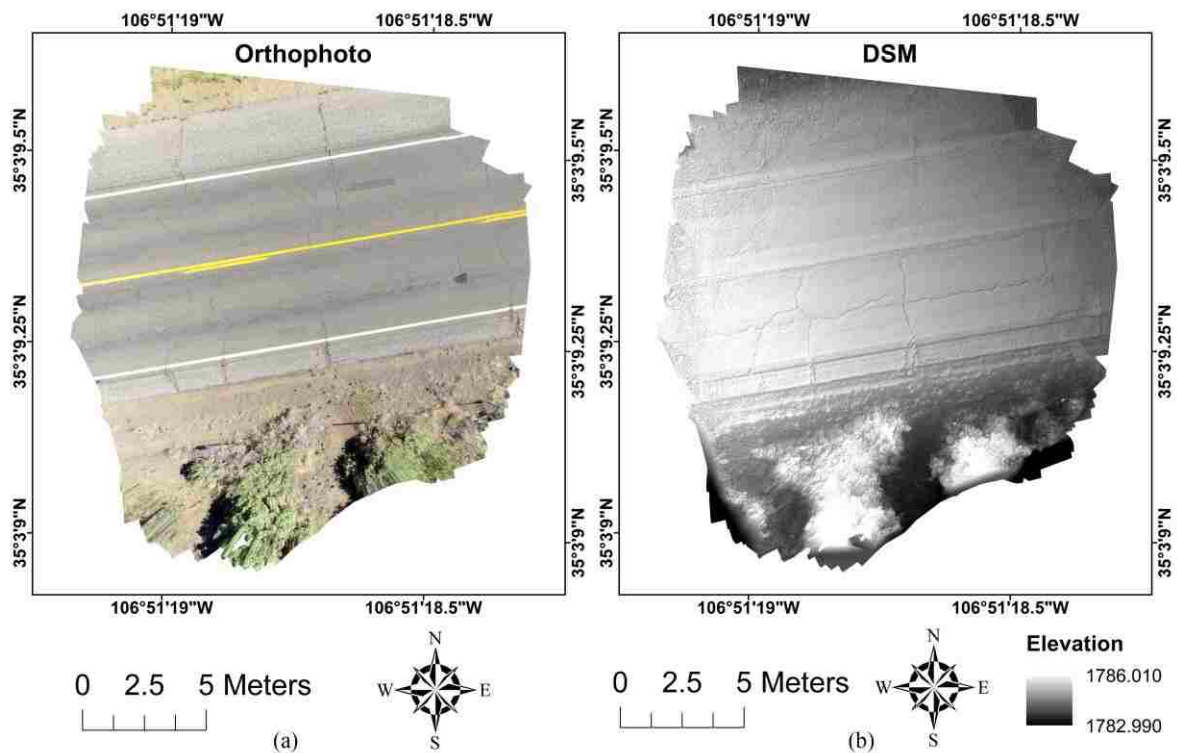 106°51'19"W 106°51'18.5"W
Orthophoto
35°3'9.5"N 35°3'9.5"N
35°3'9.25"N 35°3'9.25"N
35°3'9"N 35°3'9"N
106°51'19"W 106°51'18.5"W
0 2.5 5 Meters
N
W E
S
(a)
106°51'19"W 106°51'18.5"W
DSM
35°3'9.5"N 35°3'9.5"N
35°3'9.25"N 35°3'9.25"N
35°3'9"N 35°3'9"N
106°51'19"W 106°51'18.5"W
0 2.5 5 Meters
N
W E
S
Elevation
1786.010
1782.990
(b)